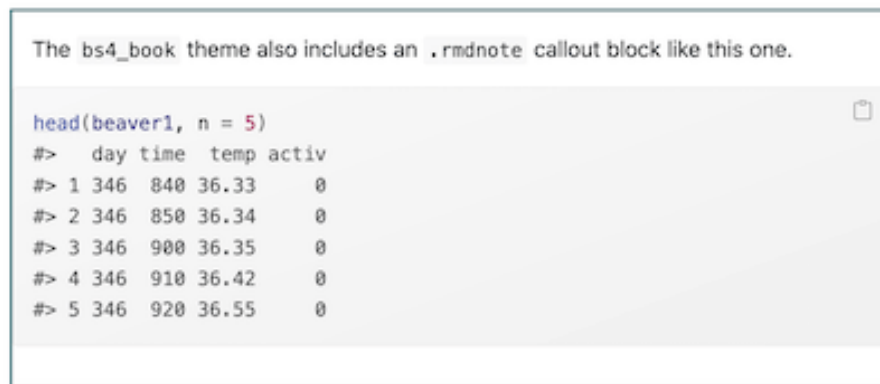 The bs4_book theme also includes an .rmdnote callout block like this one.
head(beaver1, n = 5)
#>   day time  temp activ
#> 1 346  840 36.33     0
#> 2 346  850 36.34     0
#> 3 346  900 36.35     0
#> 4 346  910 36.42     0
#> 5 346  920 36.55     0